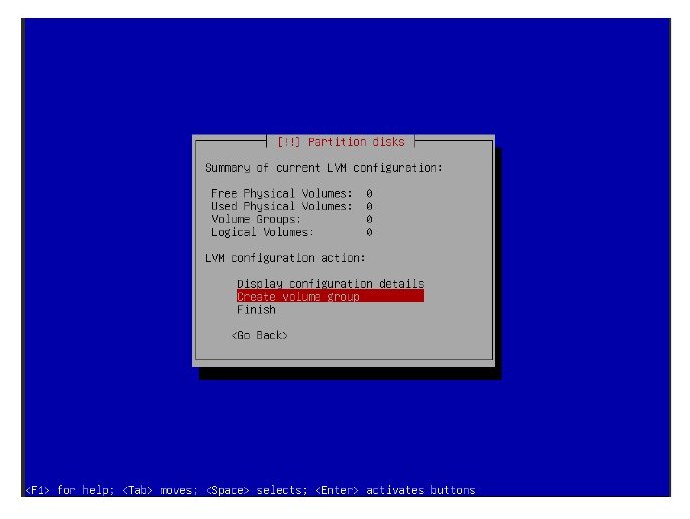 [!!] Partition disks
Summary of current LVM configuration:
Free Physical Volumes: 0
Used Physical Volumes: 0
Volume Groups: 0
Logical Volumes: 0
LVM configuration action:
Display configuration details
Create volume group
Finish
<Go Back>
<F1> for help; <Tab> moves; <Space> selects; <Enter> activates buttons